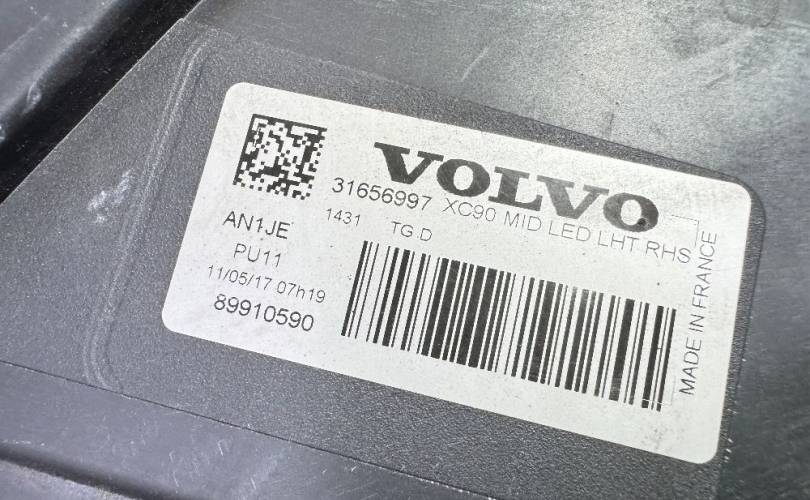 VOLVO
31656997 XC90 MID LED LHT RHS
1431 TG.D
AN1JE
PU11
11/05/17 07h19
89910590
MADE IN FRANCE